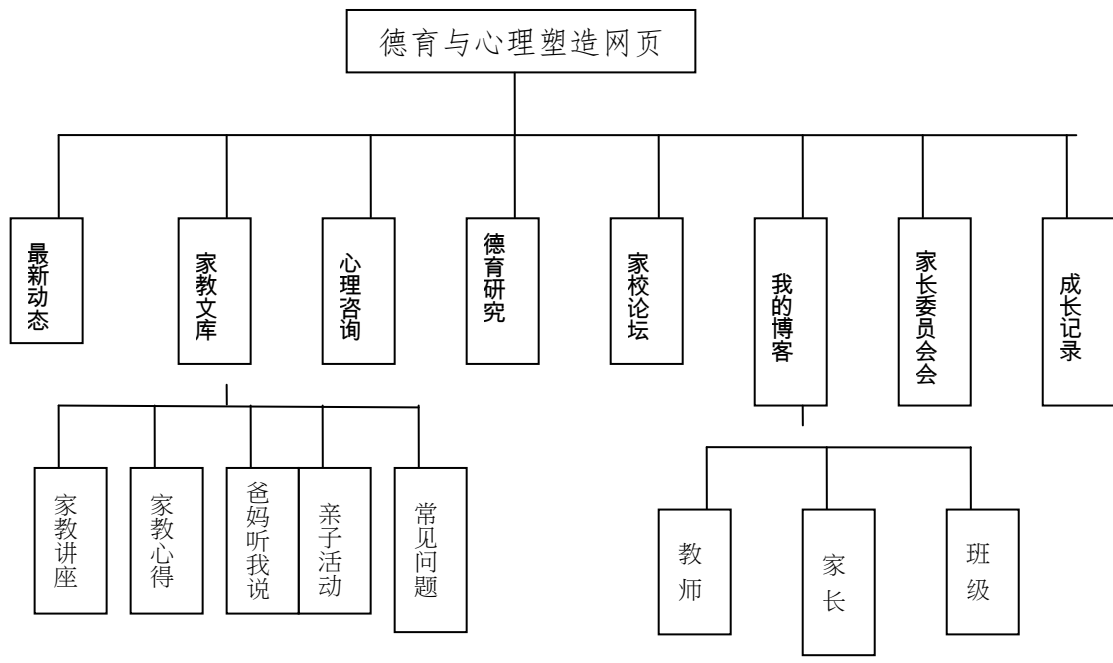 德育与心理塑造网页
最新动态
家教文库
心理咨询
德育研究
家校论坛
我的博客
家长委员会会
成长记录
家教讲座
家教心得
爸妈听我说
亲子活动
常见问题
教师
家长
班级